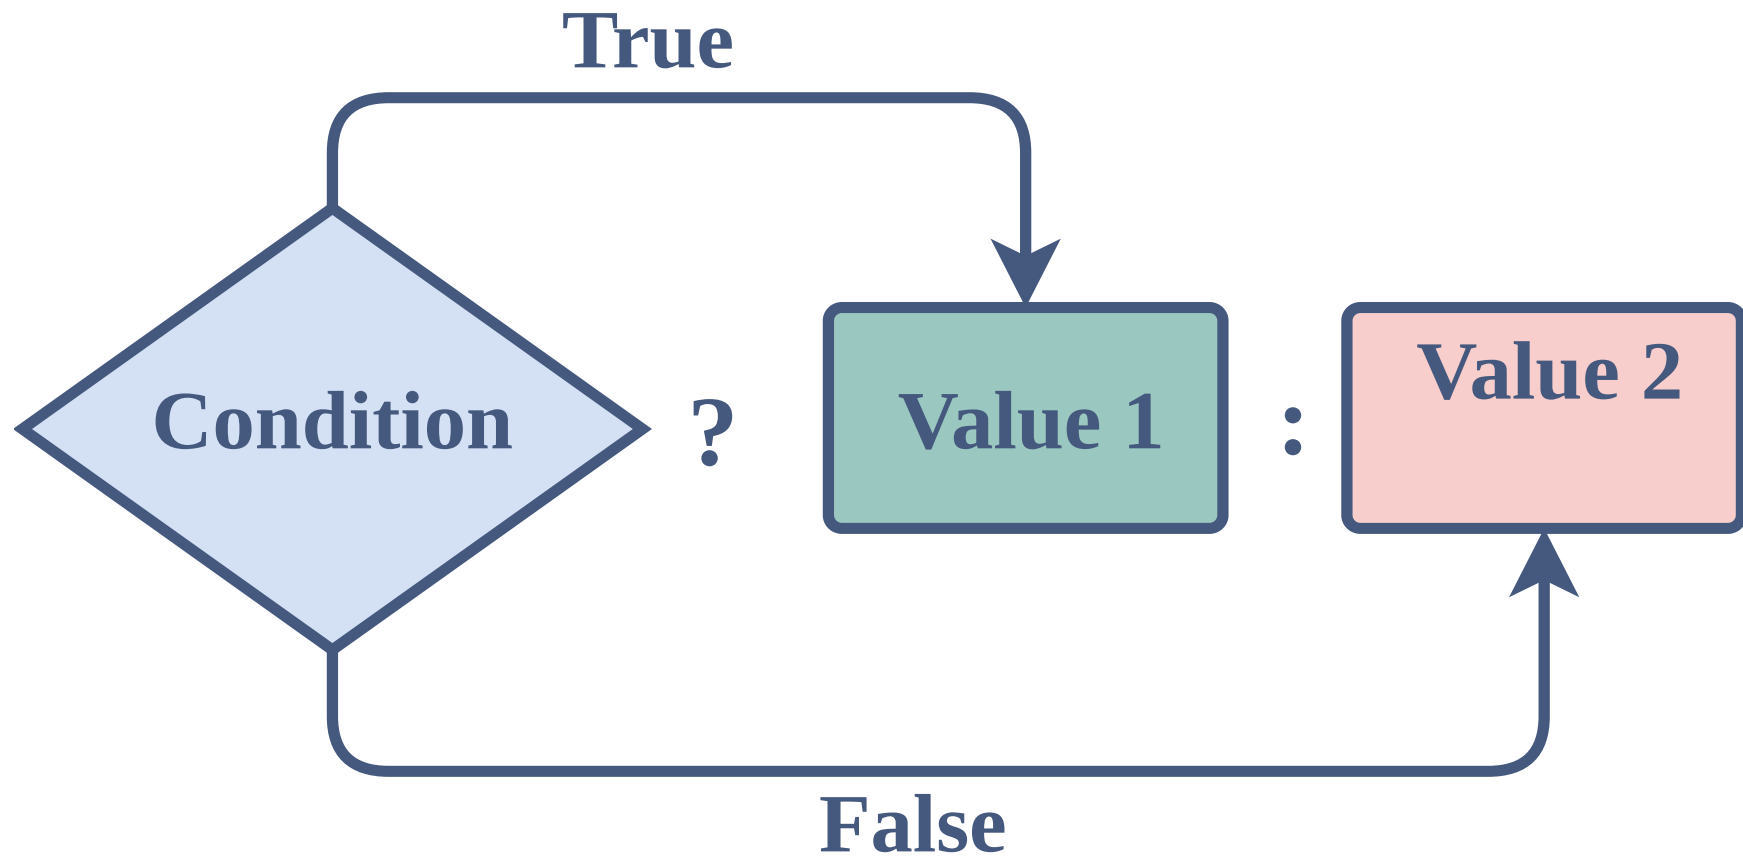 True
Condition ? Value 1 : Value 2
False